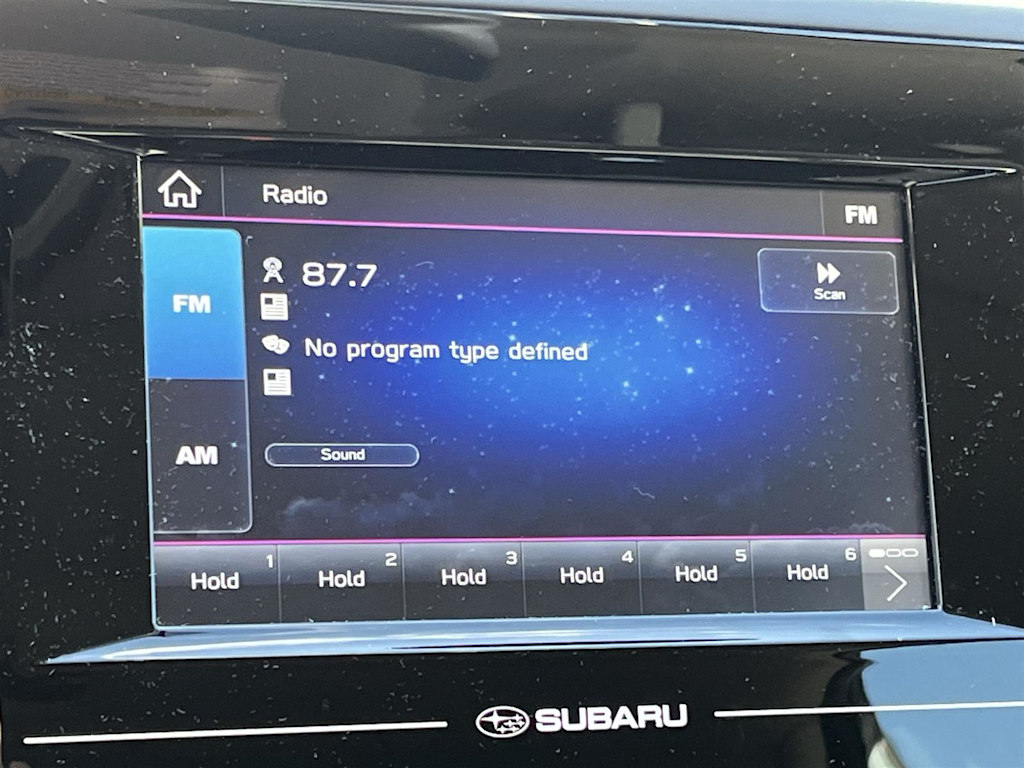 Radio
FM
FM
87.7
Scan
No program type defined
AM
Sound
1 2 3 4 5 6
Hold Hold Hold Hold Hold Hold
SUBARU